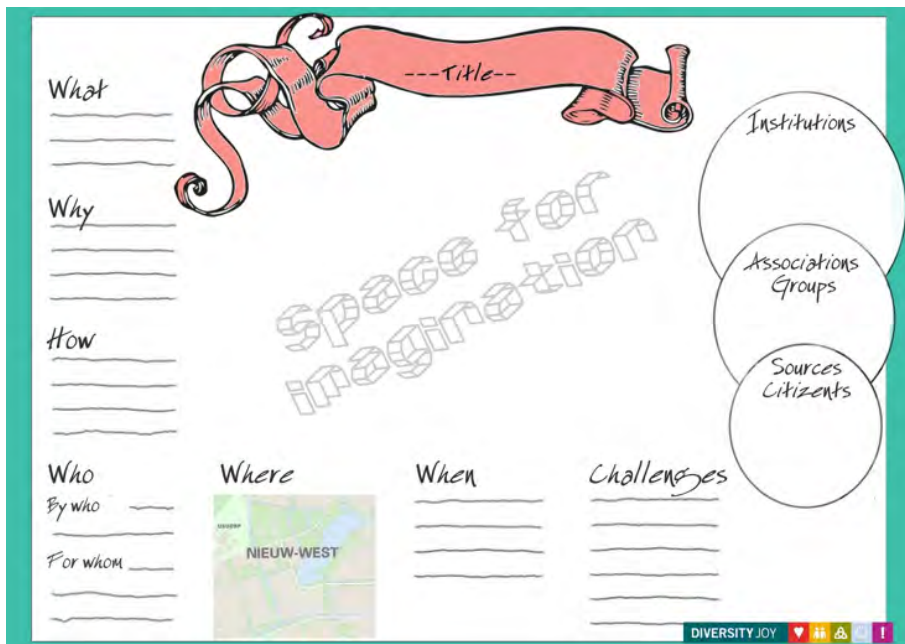 ---Title--
What
Why
How
Who
By who
For whom
Where
NIEUW-WEST
When
Challenges
Space for
imagination
Institutions
Associations
Groups
Sources
Citizents
DIVERSITY JOY